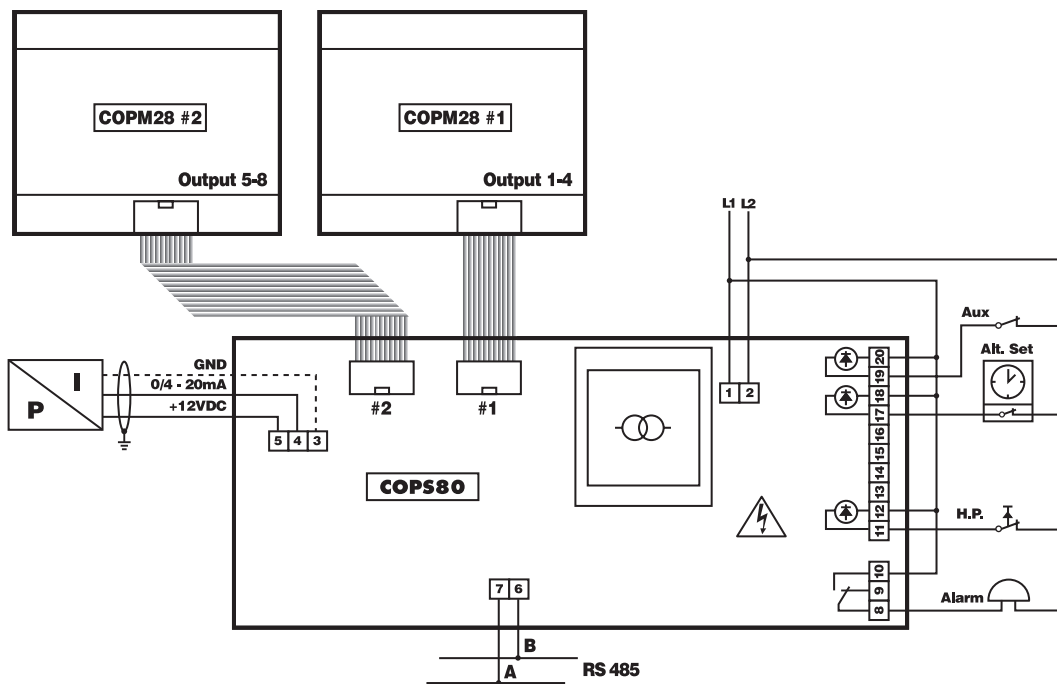 COPM28 #2
Output 5-8
COPM28 #1
Output 1-4
L1 L2
Aux
Alt. Set
GND
0/4 - 20mA
+12VDC
I
P
#2
#1
1 2
5 4 3
COPS80
20
19
18
17
16
15
14
13
12
11
H.P.
10
9
8
Alarm
7 6
B
A
RS 485